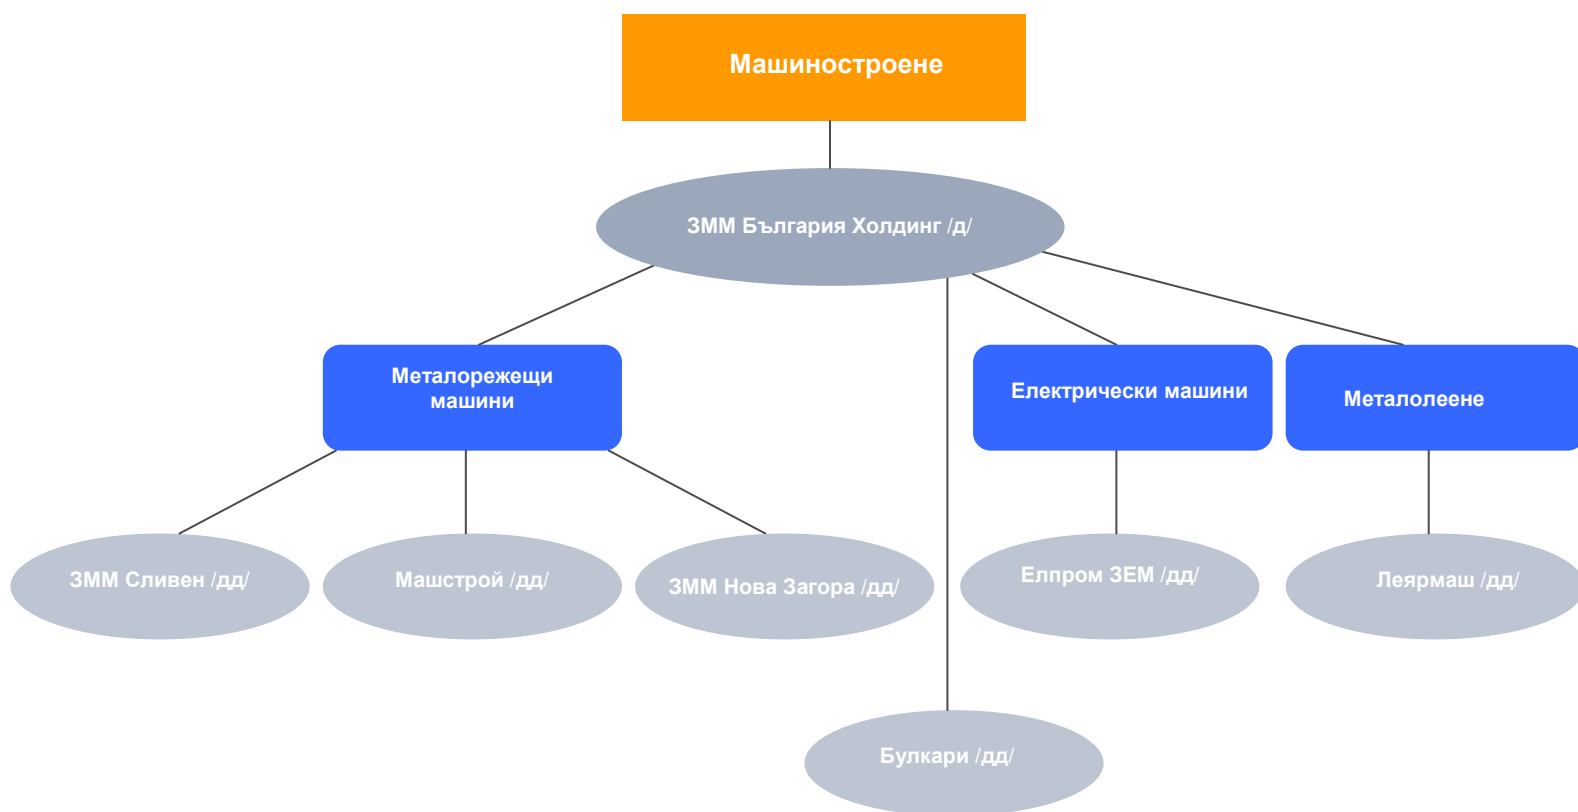 Машиностроене
ЗММ България Холдинг /д/
Металорежещи
машини
Електрически машини
Металолеене
ЗММ Сливен /дд/
Машстрой /дд/
ЗММ Нова Загора /дд/
Елпром ЗЕМ /дд/
Леярмаш /дд/
Булкари /дд/